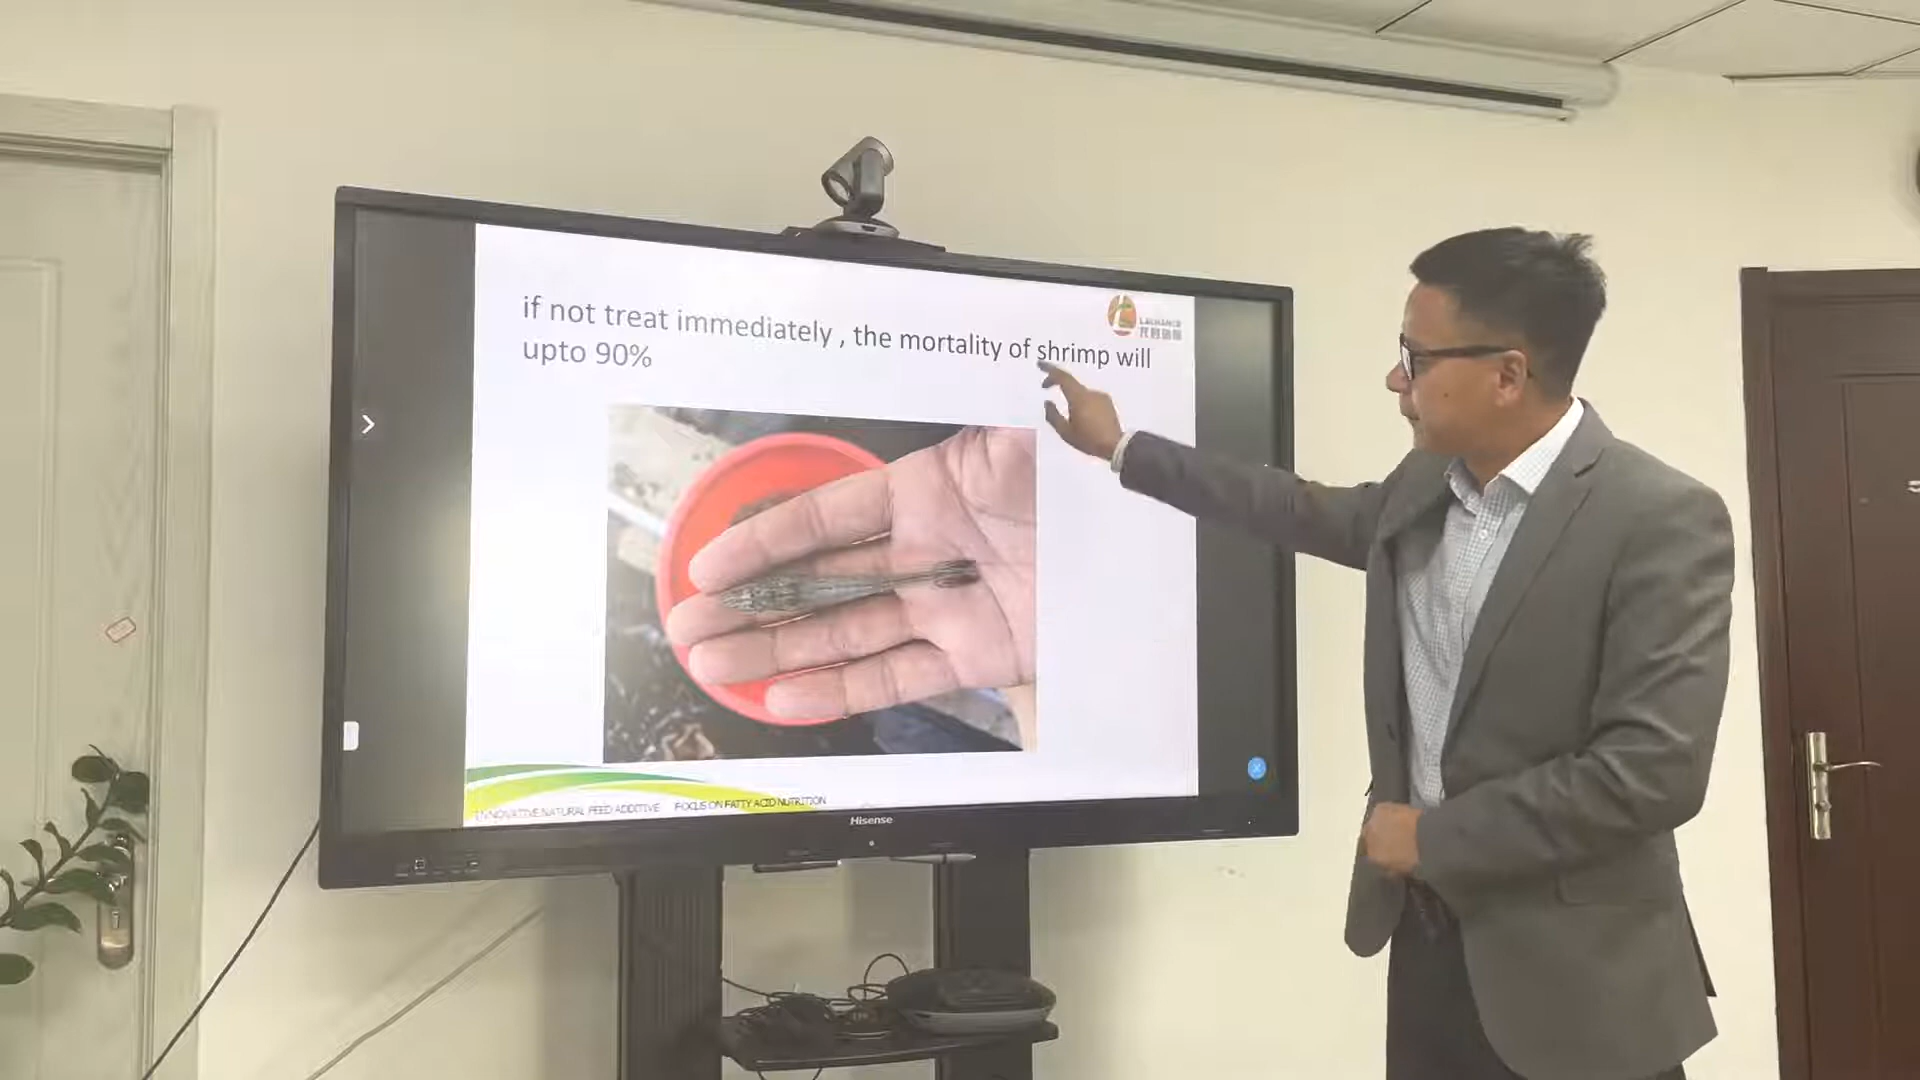 if not treat immediately , the mortality of shrimp will
upto 90%
LACHANCE
INNOVATIVE NATURAL FEED ADDITIVE FOCUS ON FATTY ACID NUTRITION
Hisense